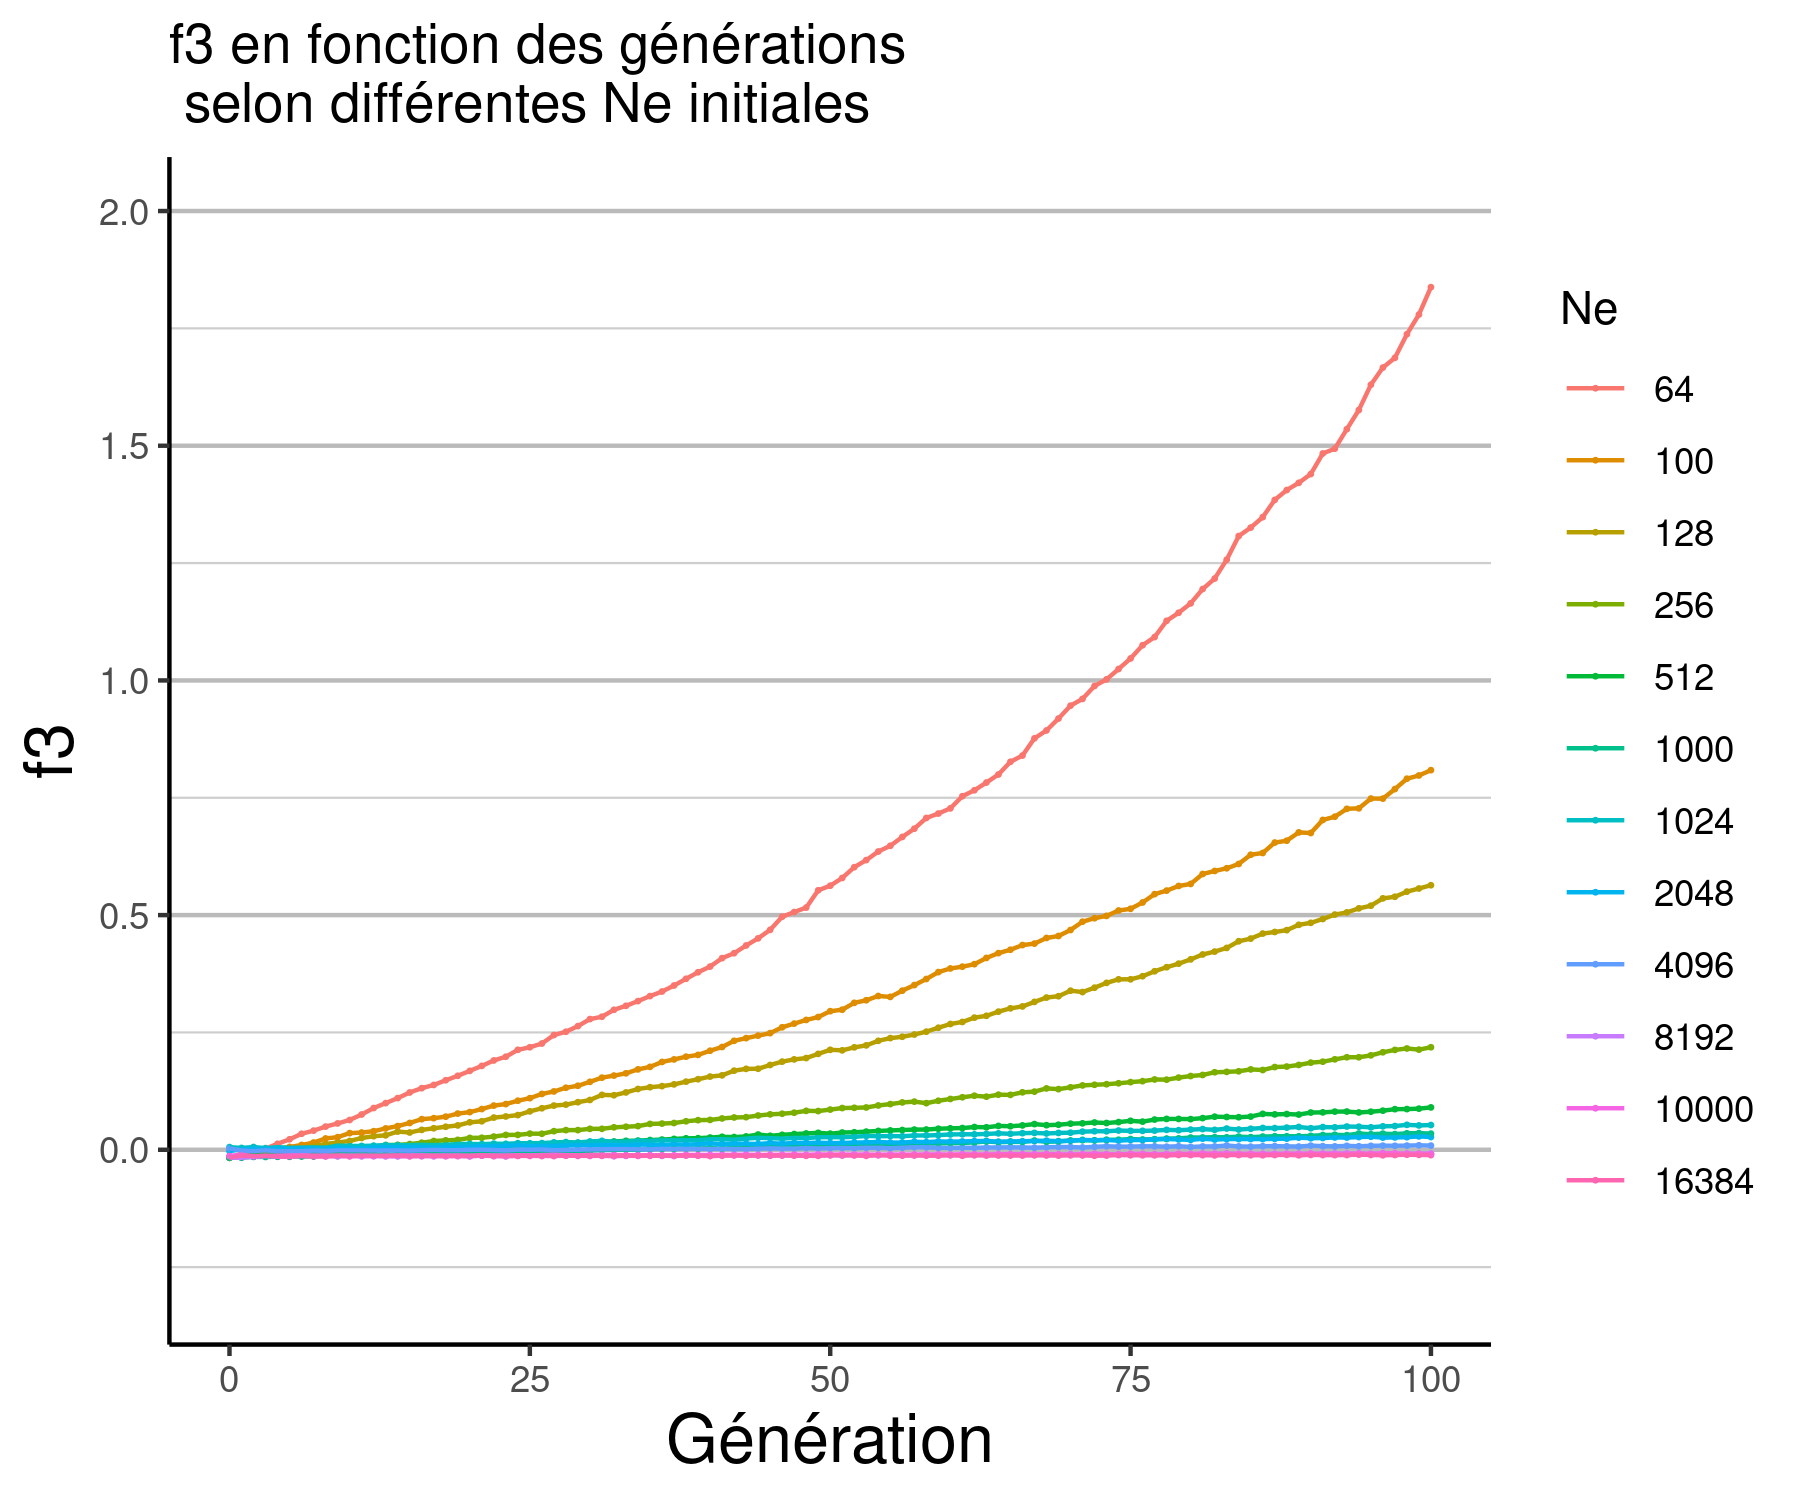 f3 en fonction des générations
selon différentes Ne initiales
2.0
1.5
1.0
0.5
0.0
f3
0 25 50 75 100
Génération
Ne
64
100
128
256
512
1000
1024
2048
4096
8192
10000
16384